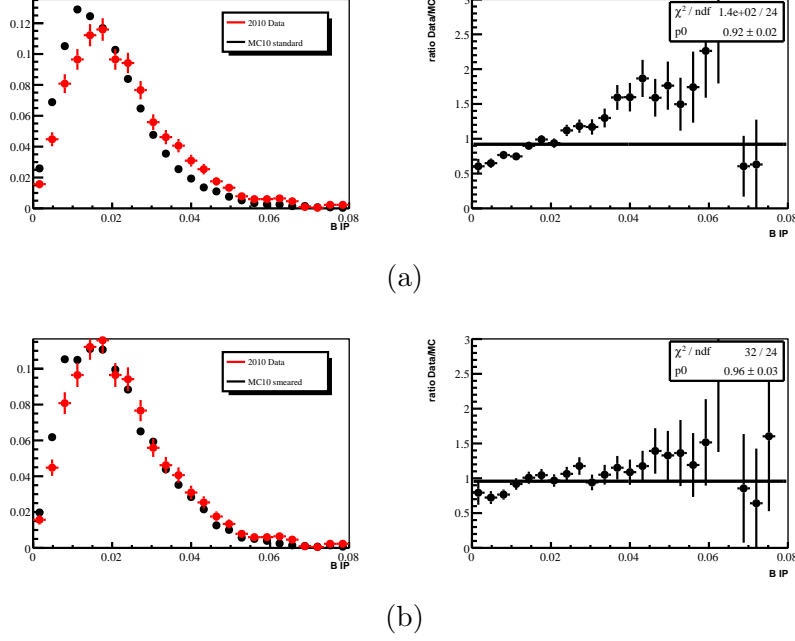 2010 Data
MC10 standard
0.12
0.1
0.08
0.06
0.04
0.02
0
0 0.02 0.04 0.06 0.08
B IP
χ² / ndf 1.4e+02 / 24
p0 0.92 ± 0.02
ratio Data/MC
3
2.5
2
1.5
1
0.5
0
0 0.02 0.04 0.06 0.08
B IP
(a)
2010 Data
MC10 smeared
0.1
0.08
0.06
0.04
0.02
0
0 0.02 0.04 0.06 0.08
B IP
χ² / ndf 32 / 24
p0 0.96 ± 0.03
ratio Data/MC
3
2.5
2
1.5
1
0.5
0
0 0.02 0.04 0.06 0.08
B IP
(b)